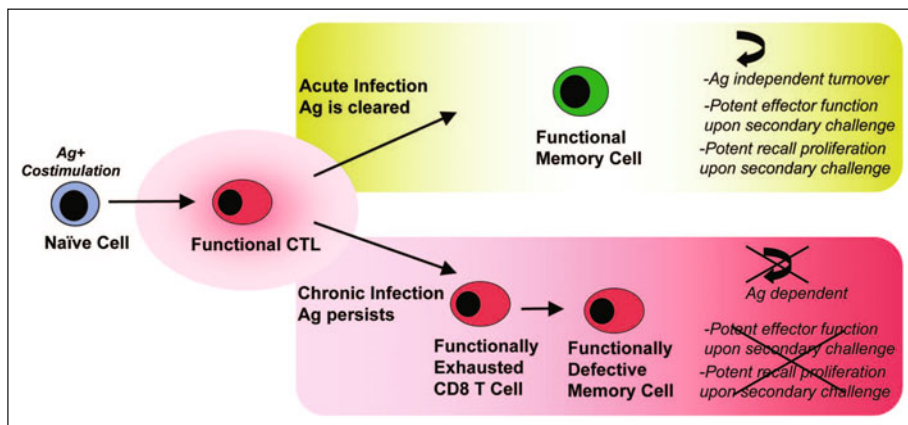 Ag+
Costimulation
Naïve Cell
Functional CTL
Acute Infection
Ag is cleared
Functional
Memory Cell
-Ag independent turnover
-Potent effector function
upon secondary challenge
-Potent recall proliferation
upon secondary challenge
Chronic Infection
Ag persists
Functionally
Exhausted
CD8 T Cell
Functionally
Defective
Memory Cell
Ag dependent
-Potent effector function
upon secondary challenge
-Potent recall proliferation
upon secondary challenge